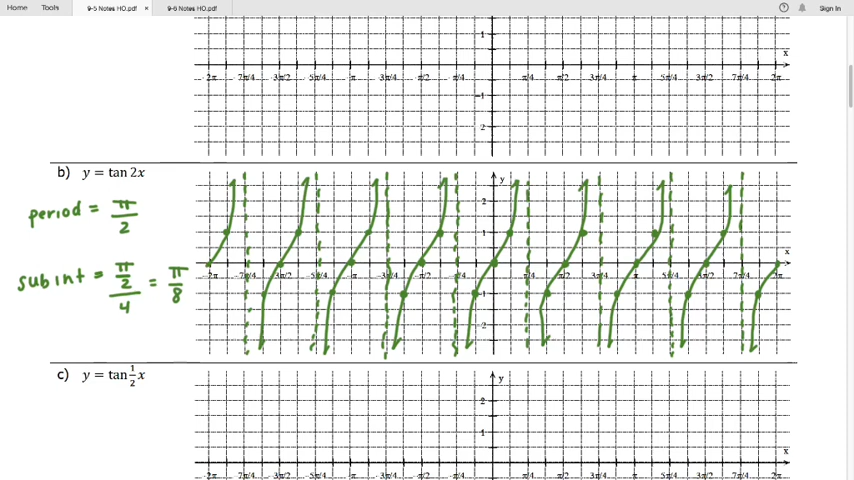 Home Tools 9-5 Notes HO.pdf × 9-6 Notes HO.pdf Sign In
1
x
-2π -7π/4 -3π/2 -5π/4 -π -3π/4 -π/2 -π/4 π/4 π/2 3π/4 π 5π/4 3π/2 7π/4 2π
-1
2
b) y = tan 2x
y
2
1
x
period = π/2
-2π -7π/4 -3π/2 -5π/4 -π -3π/4 -π/2 -π/4 π/4 π/2 3π/4 π 5π/4 3π/2 7π/4 2π
sub int = π/2/4 = π/8
-1
-2
c) y = tan 1/2 x
y
2
1
x
-2π -7π/4 -3π/2 -5π/4 -π -3π/4 -π/2 -π/4 π/4 π/2 3π/4 π 5π/4 3π/2 7π/4 2π